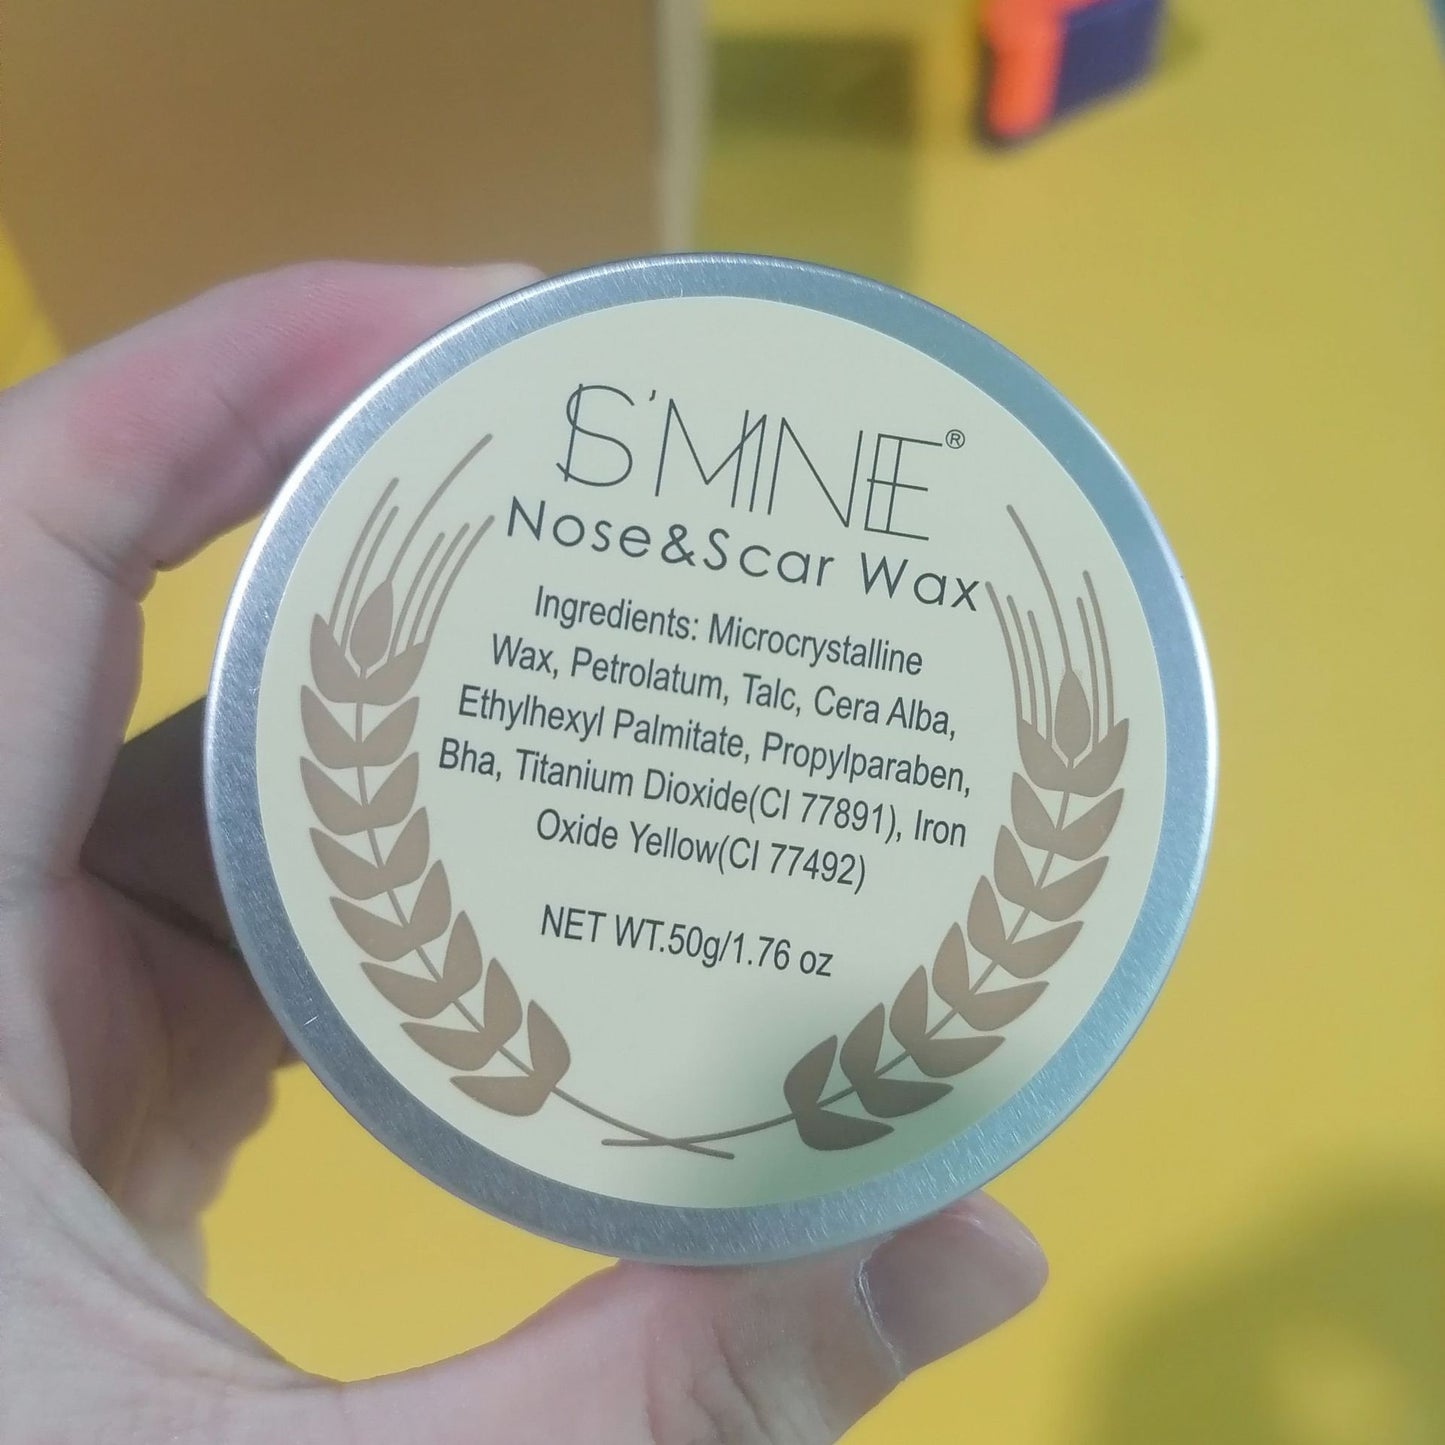 S'MINE®
Nose&Scar Wax
Ingredients: Microcrystalline
Wax, Petrolatum, Talc, Cera Alba,
Ethylhexyl Palmitate, Propylparaben,
Bha, Titanium Dioxide(CI 77891), Iron
Oxide Yellow(CI 77492)
NET WT.50g/1.76 oz